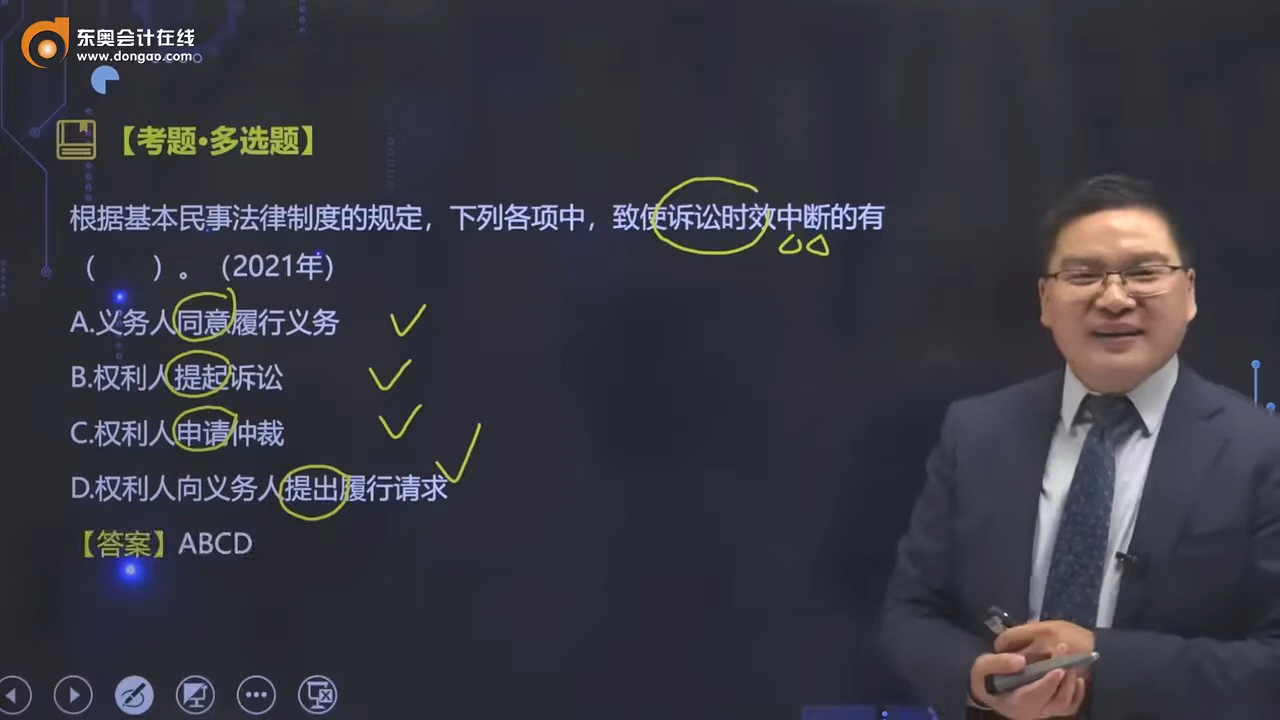 东奥会计在线
www.dongao.com
【考题•多选题】
根据基本民事法律制度的规定，下列各项中，致使诉讼时效中断的有
（ ）。（2021年）
A.义务人同意履行义务
B.权利人提起诉讼
C.权利人申请仲裁
D.权利人向义务人提出履行请求
【答案】ABCD